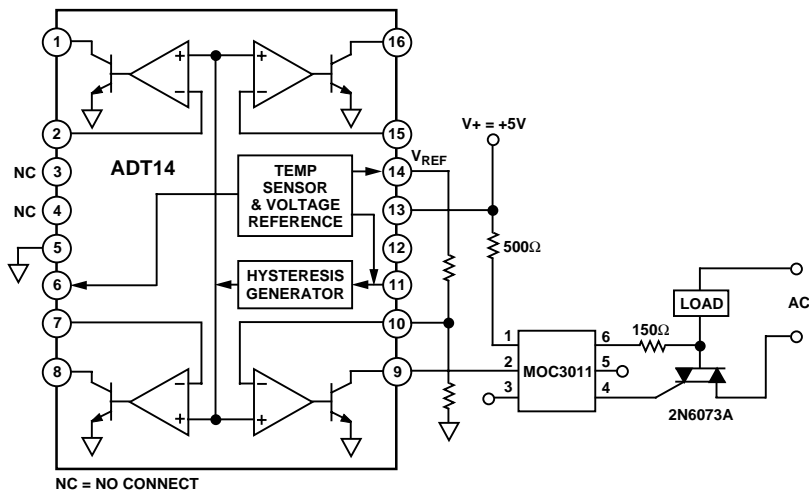 1
16
+
+
−
−
2
15
NC
3
ADT14
TEMP
SENSOR
& VOLTAGE
REFERENCE
VREF
14
NC
4
13
V+ = +5V
5
12
500Ω
6
HYSTERESIS
GENERATOR
11
7
10
−
−
+
+
8
9
1
2
3
MOC3011
6
5
4
150Ω
LOAD
AC
2N6073A
NC = NO CONNECT